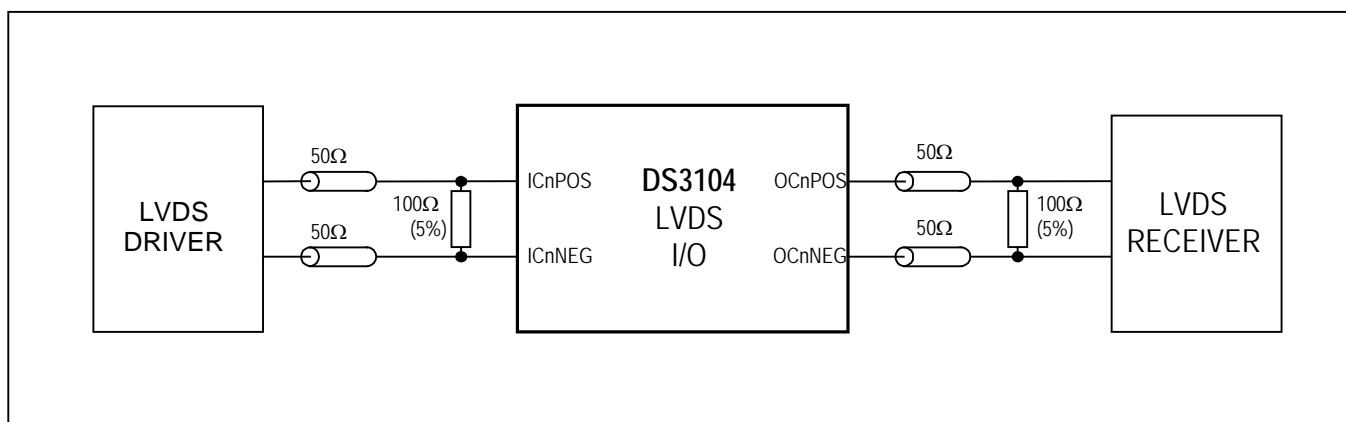 LVDS
DRIVER
50Ω
50Ω
100Ω
(5%)
ICnPOS
ICnNEG
DS3104
LVDS
I/O
OCnPOS
OCnNEG
50Ω
50Ω
100Ω
(5%)
LVDS
RECEIVER